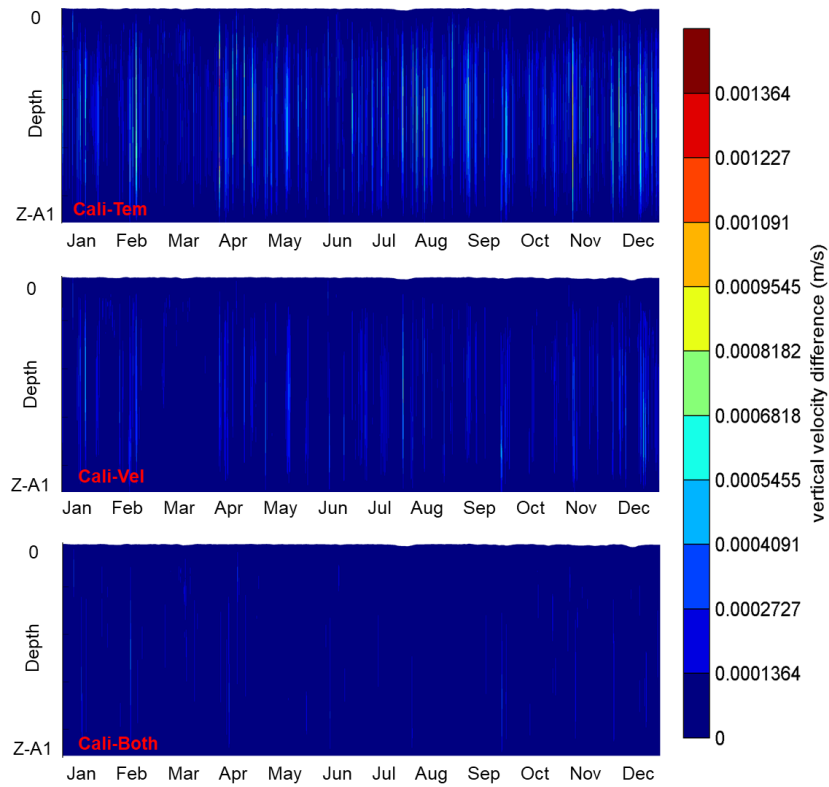 0
Depth
Z-A1
Cali-Tem
Jan Feb Mar Apr May Jun Jul Aug Sep Oct Nov Dec
0
Depth
Z-A1
Cali-Vel
Jan Feb Mar Apr May Jun Jul Aug Sep Oct Nov Dec
0
Depth
Z-A1
Cali-Both
Jan Feb Mar Apr May Jun Jul Aug Sep Oct Nov Dec
0.001364
0.001227
0.001091
0.0009545
0.0008182
0.0006818
0.0005455
0.0004091
0.0002727
0.0001364
0
vertical velocity difference (m/s)